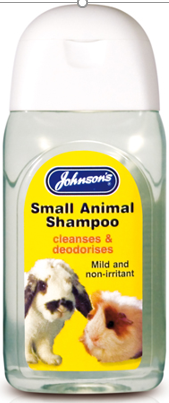 Johnson's
Small Animal
Shampoo
cleanses &
deodorises
Mild and
non-irritant